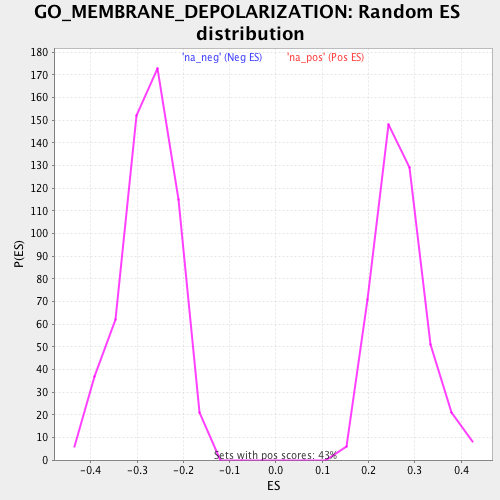 GO_MEMBRANE_DEPOLARIZATION: Random ES
distribution
'na_neg' (Neg ES) 'na_pos' (Pos ES)
P(ES)
180
170
160
150
140
130
120
110
100
90
80
70
60
50
40
30
20
10
0
Sets with pos scores: 43%
-0.4 -0.3 -0.2 -0.1 0.0 0.1 0.2 0.3 0.4
ES